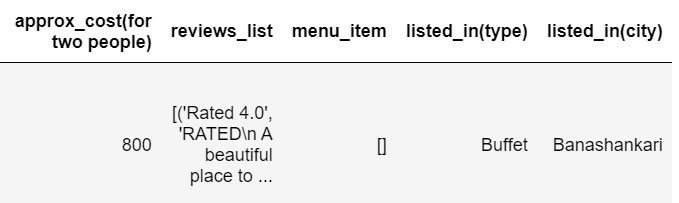 approx_cost(for two people) reviews_list menu_item listed_in(type) listed_in(city)
800 [('Rated 4.0', 'RATED\n A beautiful place to ... [] Buffet Banashankari